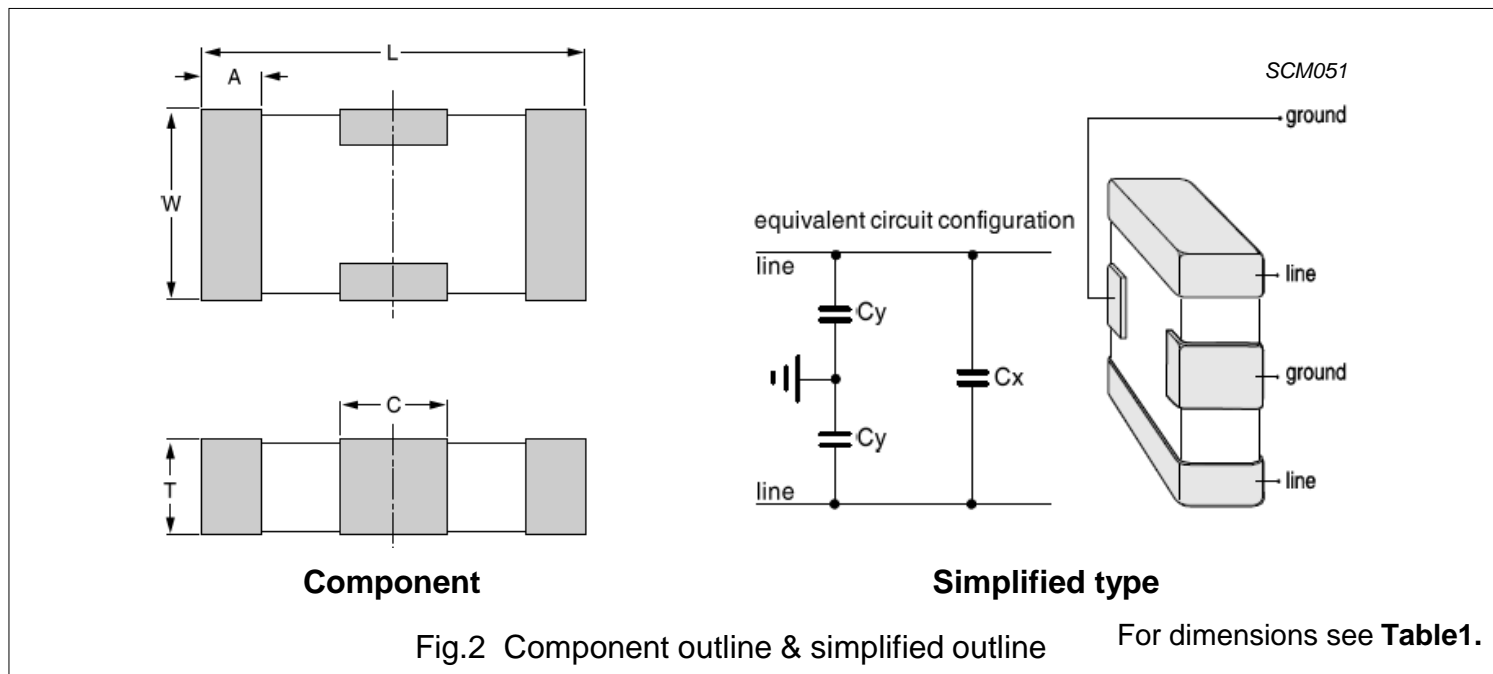 L
A
W
C
T
Component
SCM051
ground
equivalent circuit configuration
line
Cy
Cx
Cy
line
line
ground
line
Simplified type
Fig.2 Component outline & simplified outline
For dimensions see Table1.